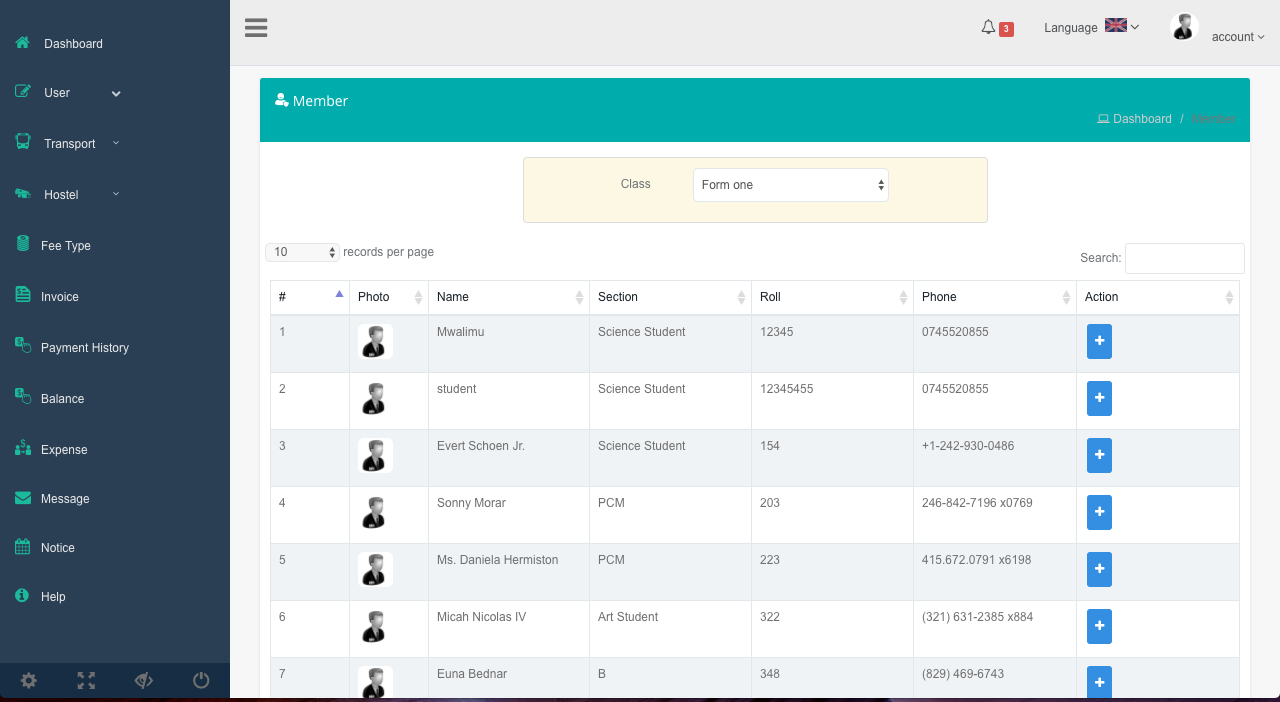 Dashboard
User
Transport
Hostel
Fee Type
Invoice
Payment History
Balance
Expense
Message
Notice
Help
3
Language
account
Member
Dashboard / Member
Class
Form one
10 records per page
Search:
# Photo Name Section Roll Phone Action
1 Mwalimu Science Student 12345 0745520855
2 student Science Student 12345455 0745520855
3 Evert Schoen Jr. Science Student 154 +1-242-930-0486
4 Sonny Morar PCM 203 246-842-7196 x0769
5 Ms. Daniela Hermiston PCM 223 415.672.0791 x6198
6 Micah Nicolas IV Art Student 322 (321) 631-2385 x884
7 Euna Bednar B 348 (829) 469-6743